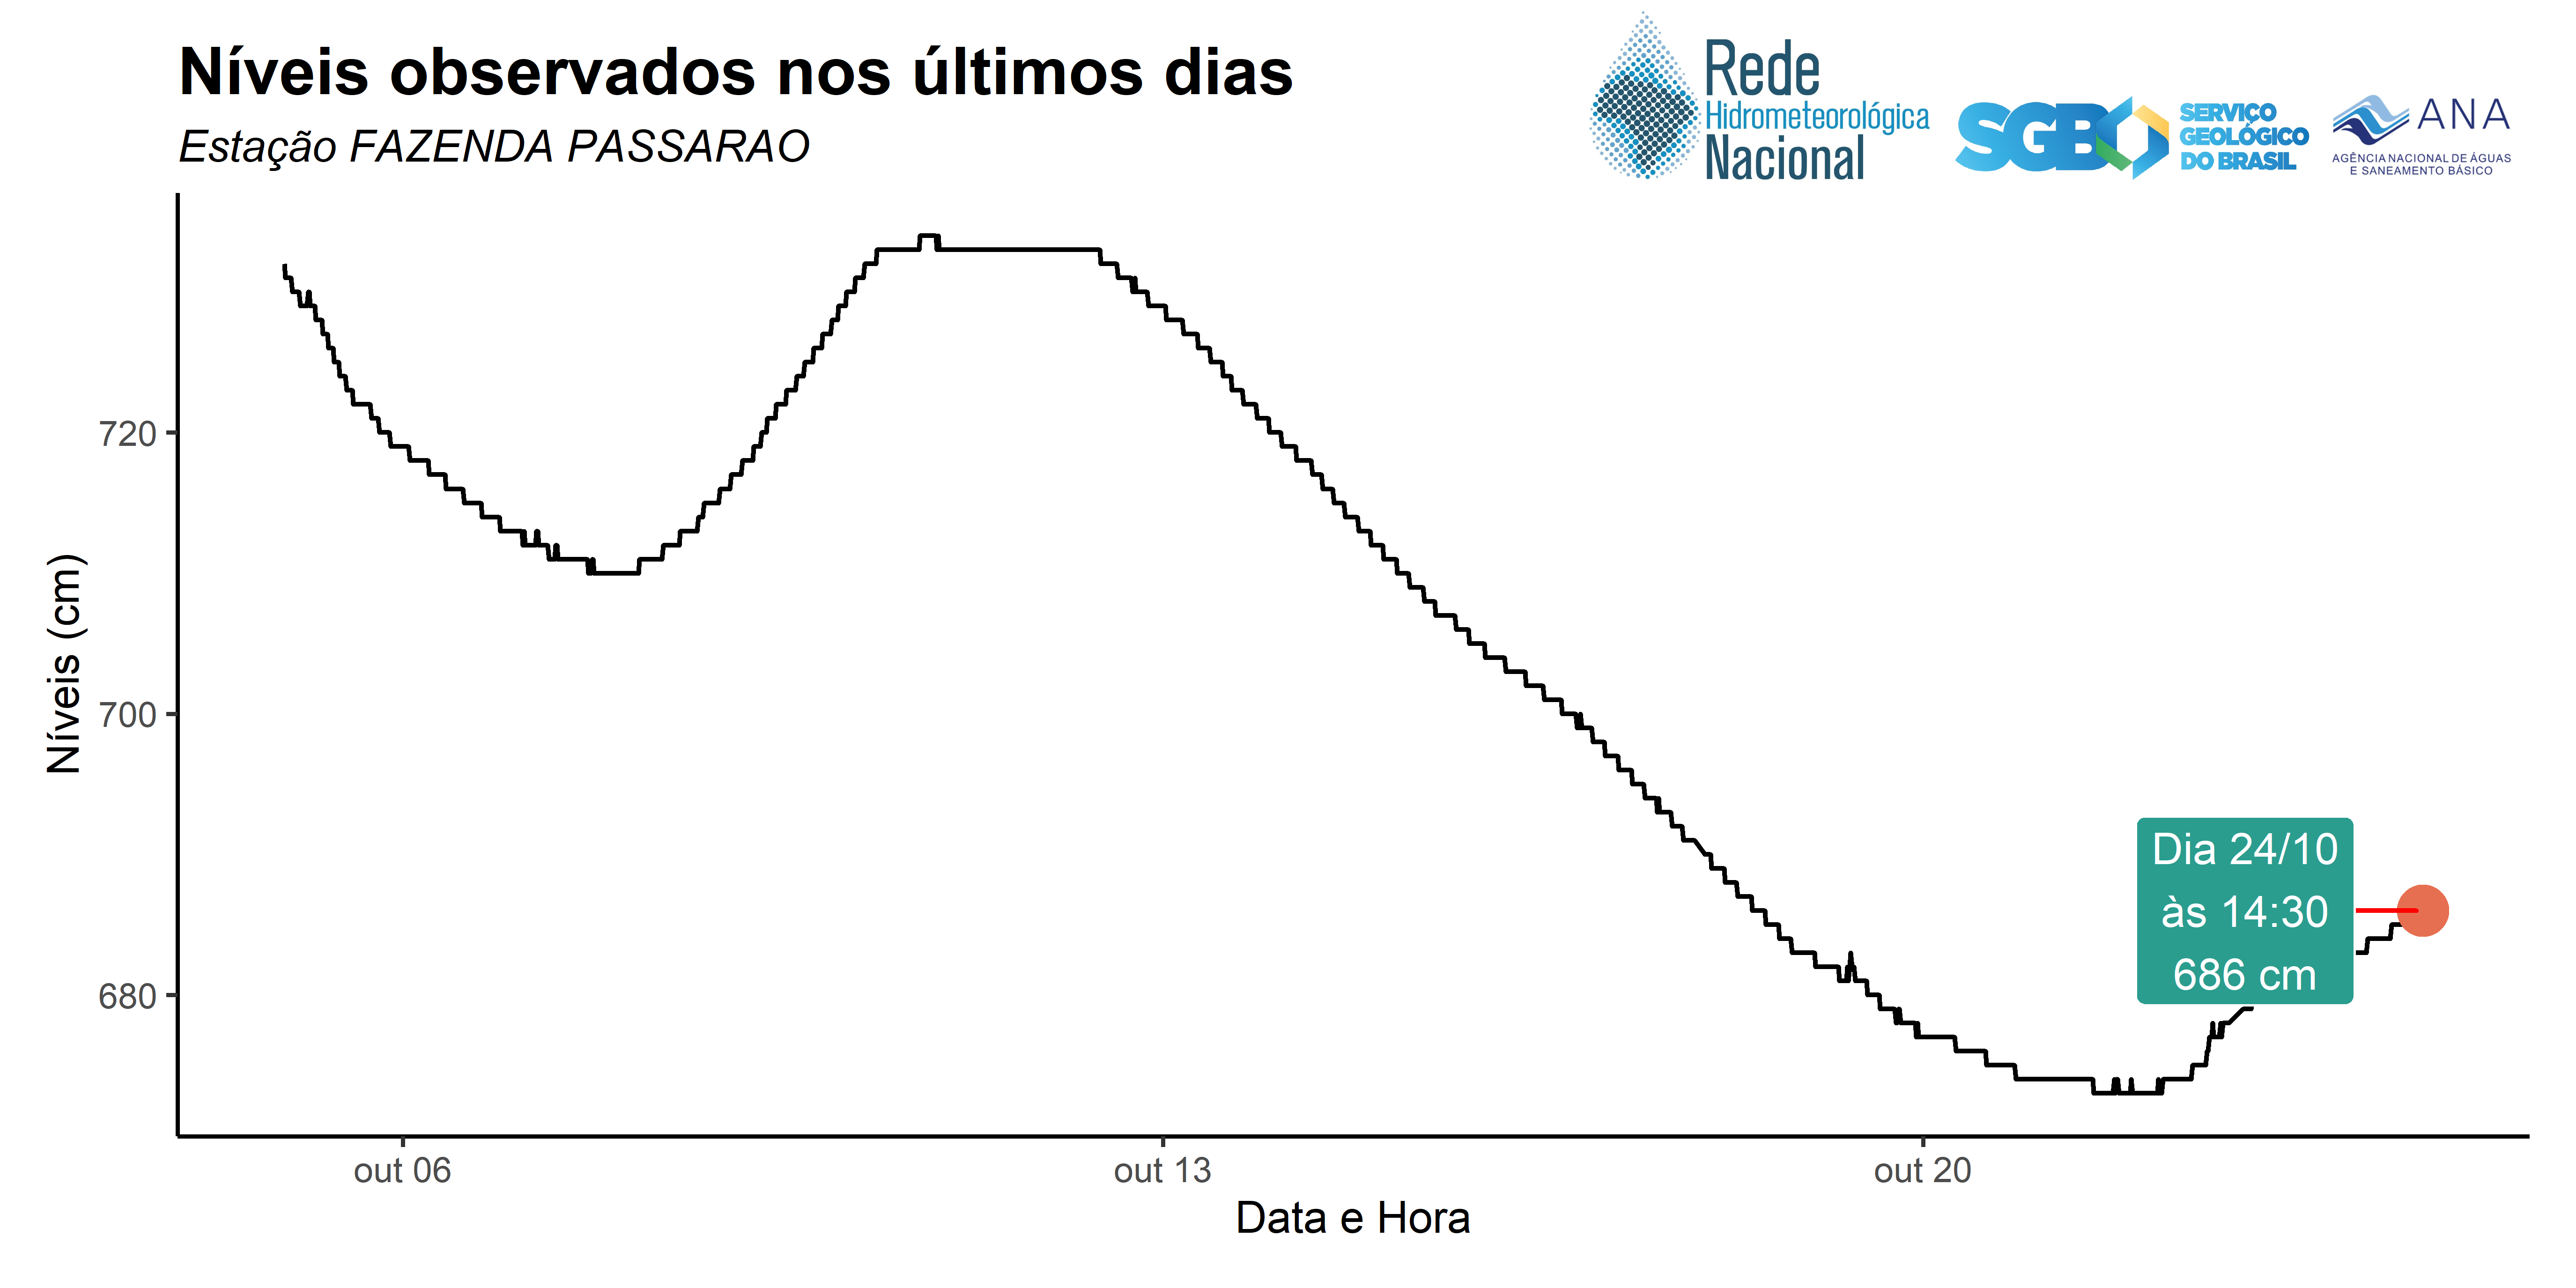 Níveis observados nos últimos dias
Estação FAZENDA PASSARAO
Rede
Hidrometeorológica
Nacional
SGB
SERVIÇO
GEOLÓGICO
DO BRASIL
ANA
AGÊNCIA NACIONAL DE ÁGUAS
E SANEAMENTO BÁSICO
Níveis (cm)
720
700
680
Dia 24/10
às 14:30
686 cm
out 06
out 13
out 20
Data e Hora